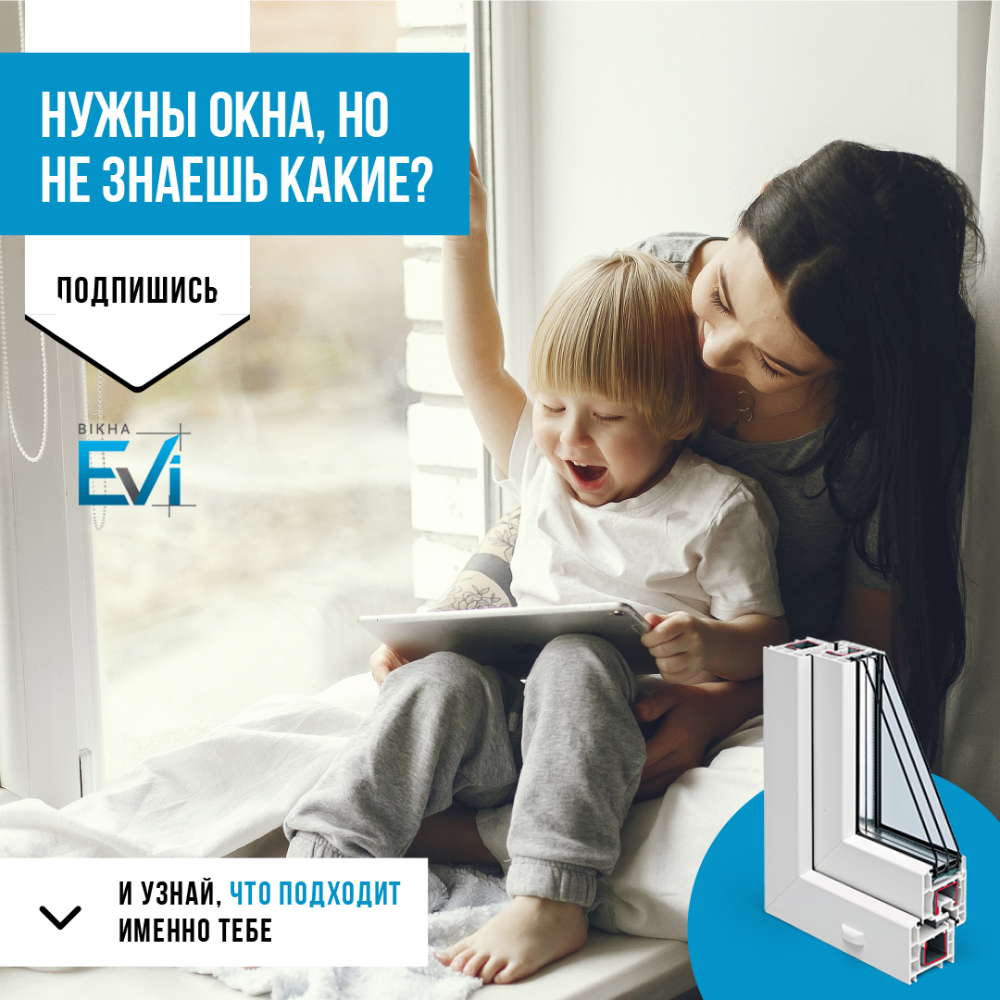 НУЖНЫ ОКНА, НО
НЕ ЗНАЕШЬ КАКИЕ?
ПОДПИШИСЬ
ВІКНА
EVi
И УЗНАЙ, ЧТО ПОДХОДИТ
ИМЕННО ТЕБЕ